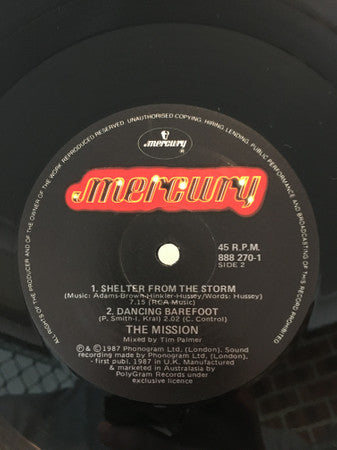 ALL RIGHTS OF THE PRODUCER AND OF THE OWNER OF THE WORK REPRODUCED RESERVED. UNAUTHORISED COPYING, HIRING, LENDING, PUBLIC PERFORMANCE AND BROADCASTING OF THIS RECORD PROHIBITED
mercury
mercury
45 R.P.M.
888 270-1
SIDE 2
1. SHELTER FROM THE STORM
(Music: Adams-Brown-Hinkler-Hussey/Words: Hussey)
7.15 (RCA Music)
2. DANCING BAREFOOT
(P. Smith-I. Kral) 2.02 (C. Control)
THE MISSION
Mixed by Tim Palmer
℗ & © 1987 Phonogram Ltd. (London), Sound
recording made by Phonogram Ltd, (London),
- first publ. 1987 in U.K. Manufactured
& marketed in Australasia by
PolyGram Records under
exclusive licence